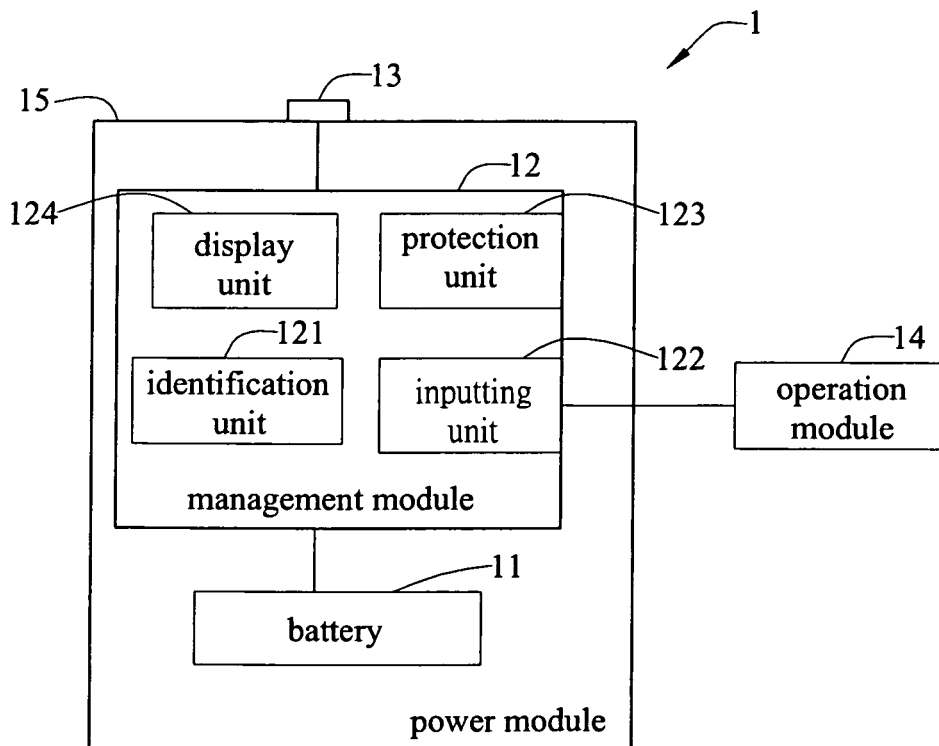 1
13
15
12
124
123
display
unit
protection
unit
121
122
14
identification
unit
inputting
unit
operation
module
management module
11
battery
power module